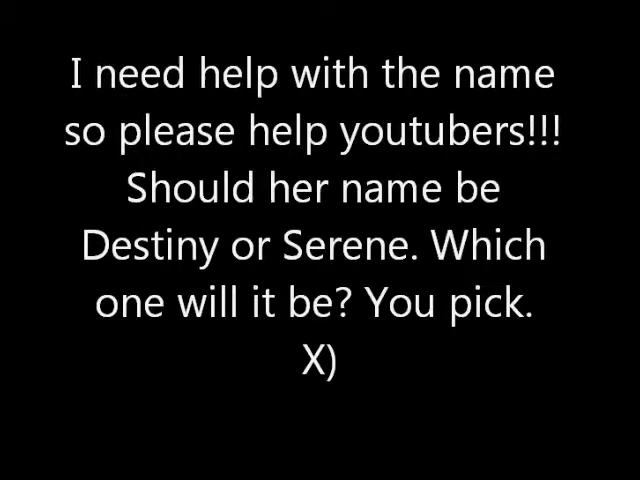 I need help with the name
so please help youtubers!!!
Should her name be
Destiny or Serene. Which
one will it be? You pick.
X)